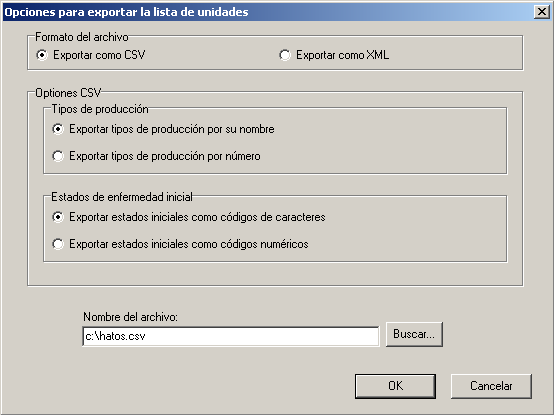 Opciones para exportar la lista de unidades
Formato del archivo
Exportar como CSV
Exportar como XML
Optiones CSV
Tipos de producción
Exportar tipos de producción por su nombre
Exportar tipos de producción por número
Estados de enfermedad inicial
Exportar estados iniciales como códigos de caracteres
Exportar estados iniciales como códigos numéricos
Nombre del archivo:
c:\hatos.csv
Buscar...
OK
Cancelar